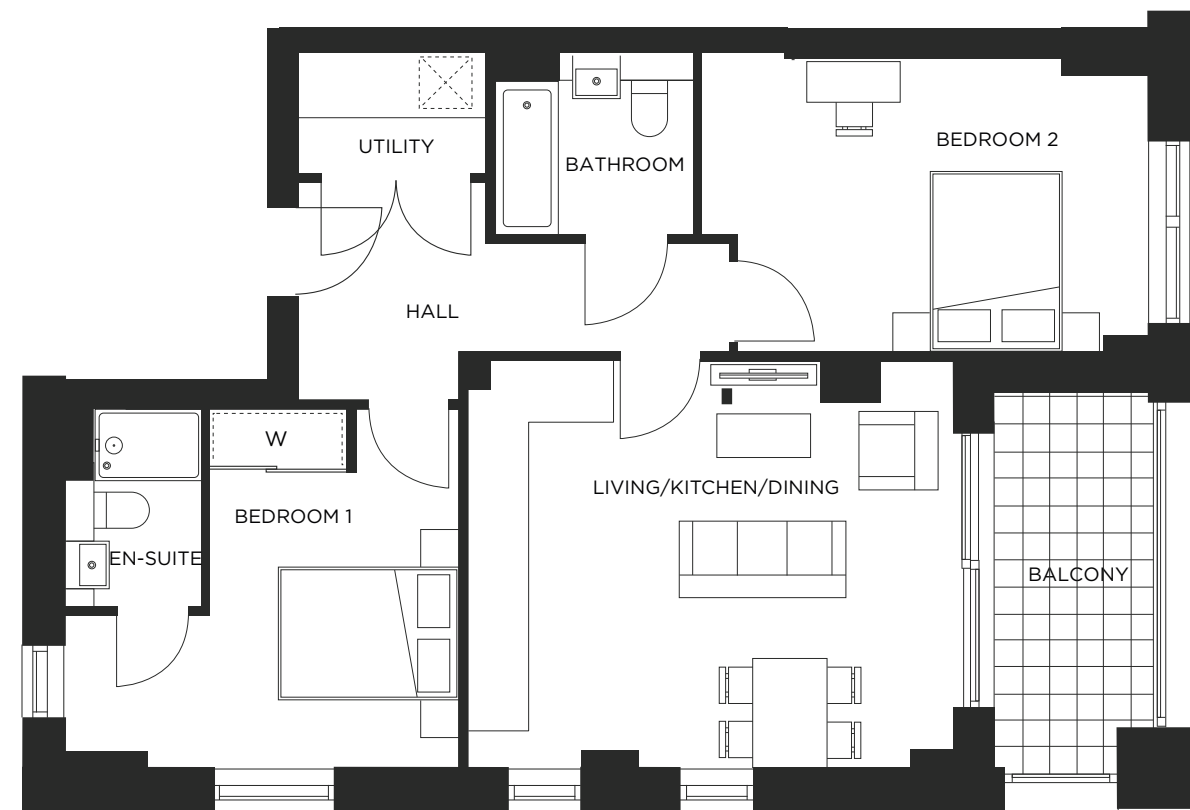 UTILITY
BATHROOM
BEDROOM 2
HALL
W
LIVING/KITCHEN/DINING
BEDROOM 1
EN-SUITE
BALCONY